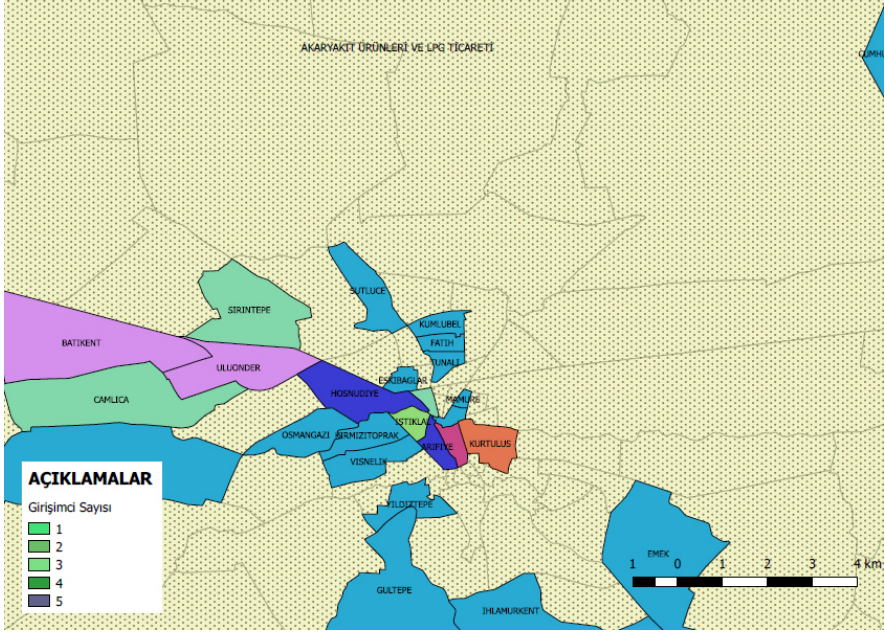 AKARYAKIT ÜRÜNLERİ VE LPG TİCARETİ
SUTLUCE
SIRINTEPE
KUMLUBEL
BATIKENT
FATIH
TUNALI
ULUONDER
ESKIBAGLAR
HOSNUDIYE
CAMLICA
MAMURE
ISTIKLAL
OSMANGAZI
KIRMIZITOPRAK
ARIFIYE
KURTULUS
VISNELIK
YILDIZTEPE
EMEK
GULTEPE
IHLAMURKENT
AÇIKLAMALAR
Girişimci Sayısı
1
2
3
4
5
1 0 1 2 3 4 km